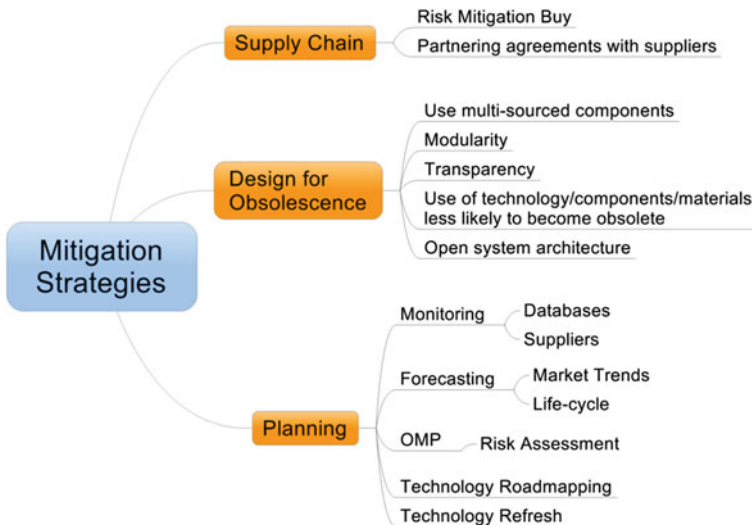 Mitigation
Strategies
Supply Chain
Risk Mitigation Buy
Partnering agreements with suppliers
Design for
Obsolescence
Use multi-sourced components
Modularity
Transparency
Use of technology/components/materials
less likely to become obsolete
Open system architecture
Planning
Monitoring
Databases
Suppliers
Forecasting
Market Trends
Life-cycle
OMP
Risk Assessment
Technology Roadmapping
Technology Refresh